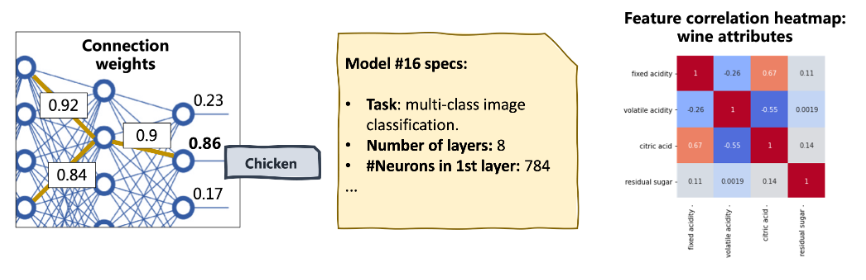 Connection
weights
0.92
0.84
0.9
0.23
0.86
0.17
Chicken
Model #16 specs:
• Task: multi-class image
classification.
• Number of layers: 8
• #Neurons in 1st layer: 784
...
Feature correlation heatmap:
wine attributes
fixed acidity 1 -0.26 0.67 0.11
volatile acidity -0.26 1 -0.55 0.0019
citric acid 0.67 -0.55 1 0.14
residual sugar 0.11 0.0019 0.14 1
fixed acidity
volatile acidity
citric acid
residual sugar